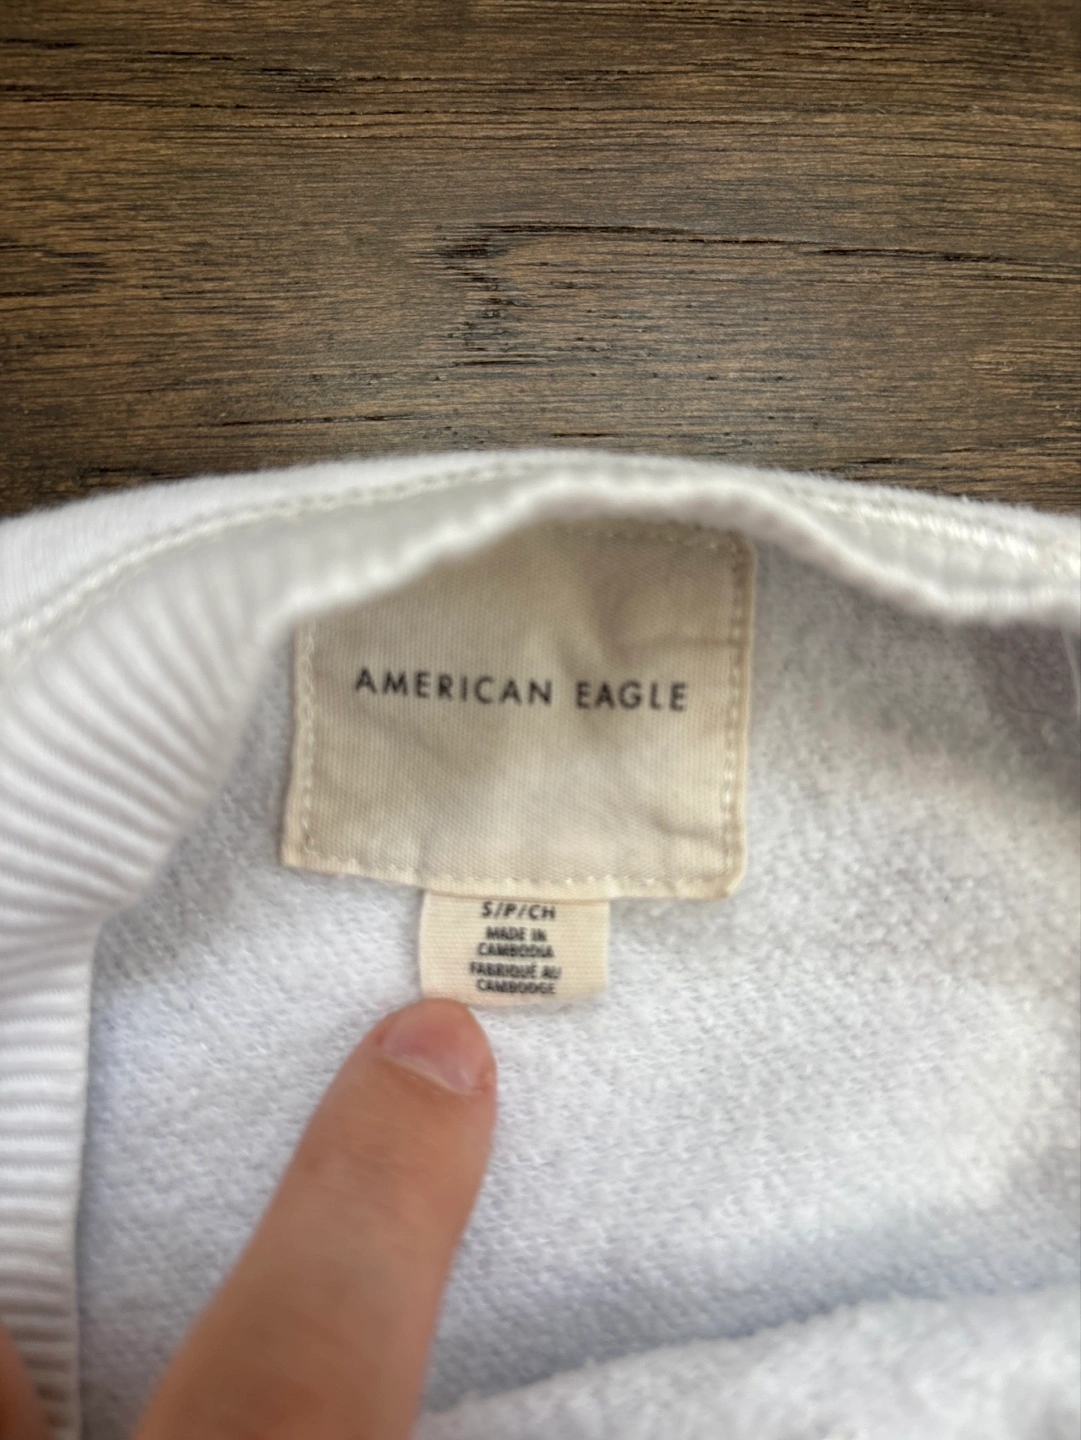 AMERICAN EAGLE
S/P/CH
MADE IN
CAMBODIA
FABRIQUÉ AU
CAMBODGE